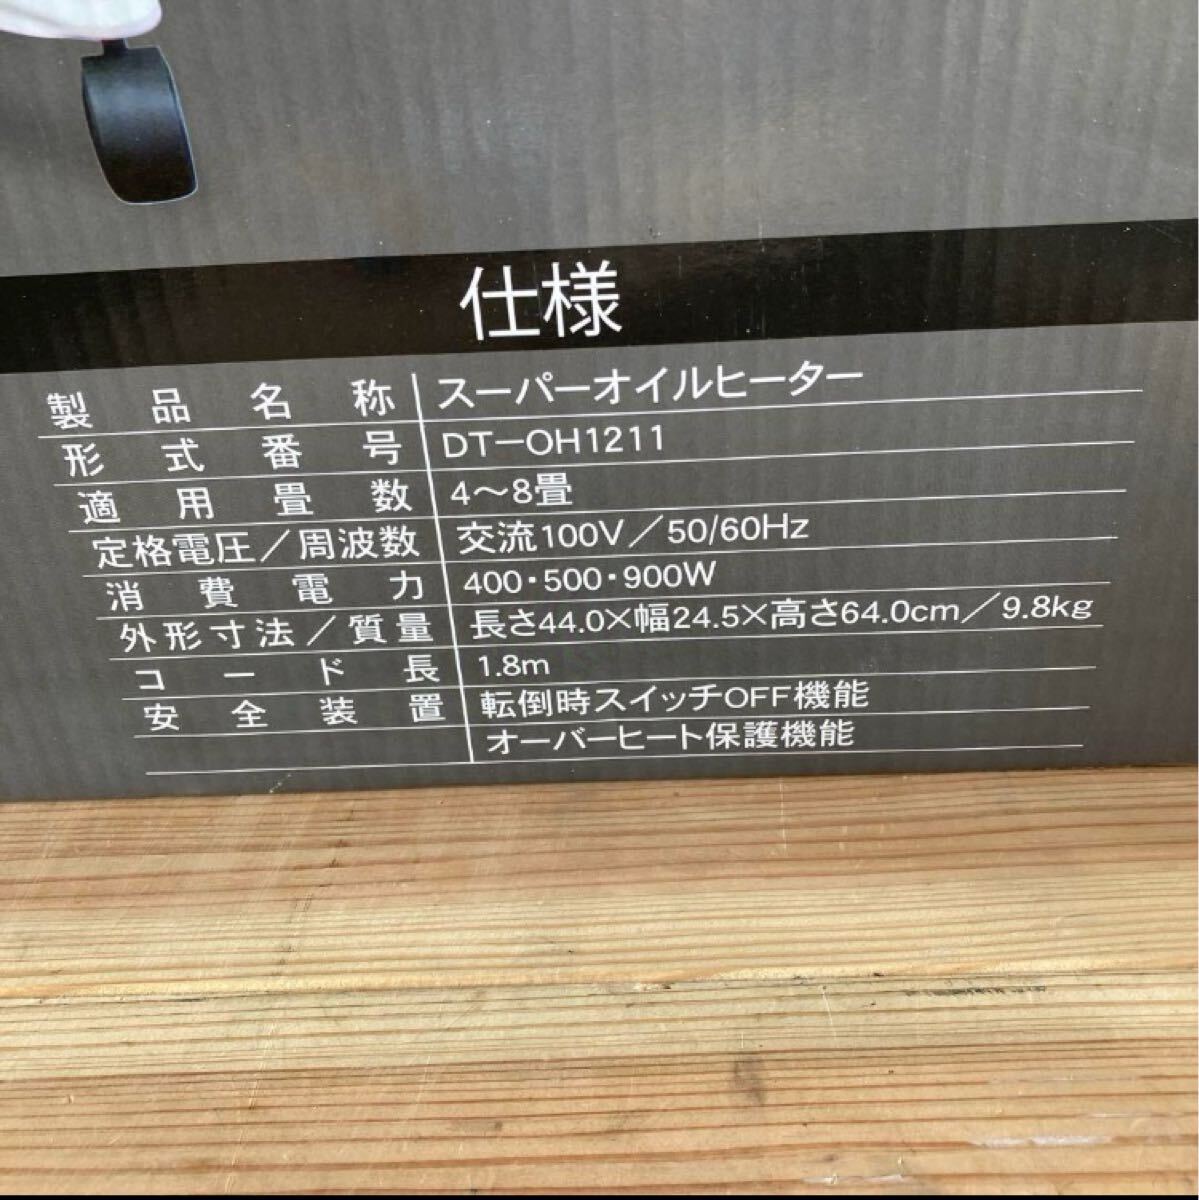 仕様
製品名称 スーパーオイルヒーター
形式番号 DT−OH1211
適用畳数 4〜8畳
定格電圧／周波数 交流100V／50/60Hz
消費電力 400・500・900W
外形寸法／質量 長さ44.0×幅24.5×高さ64.0cm／9.8kg
コード長 1.8m
安全装置 転倒時スイッチOFF機能
オーバーヒート保護機能